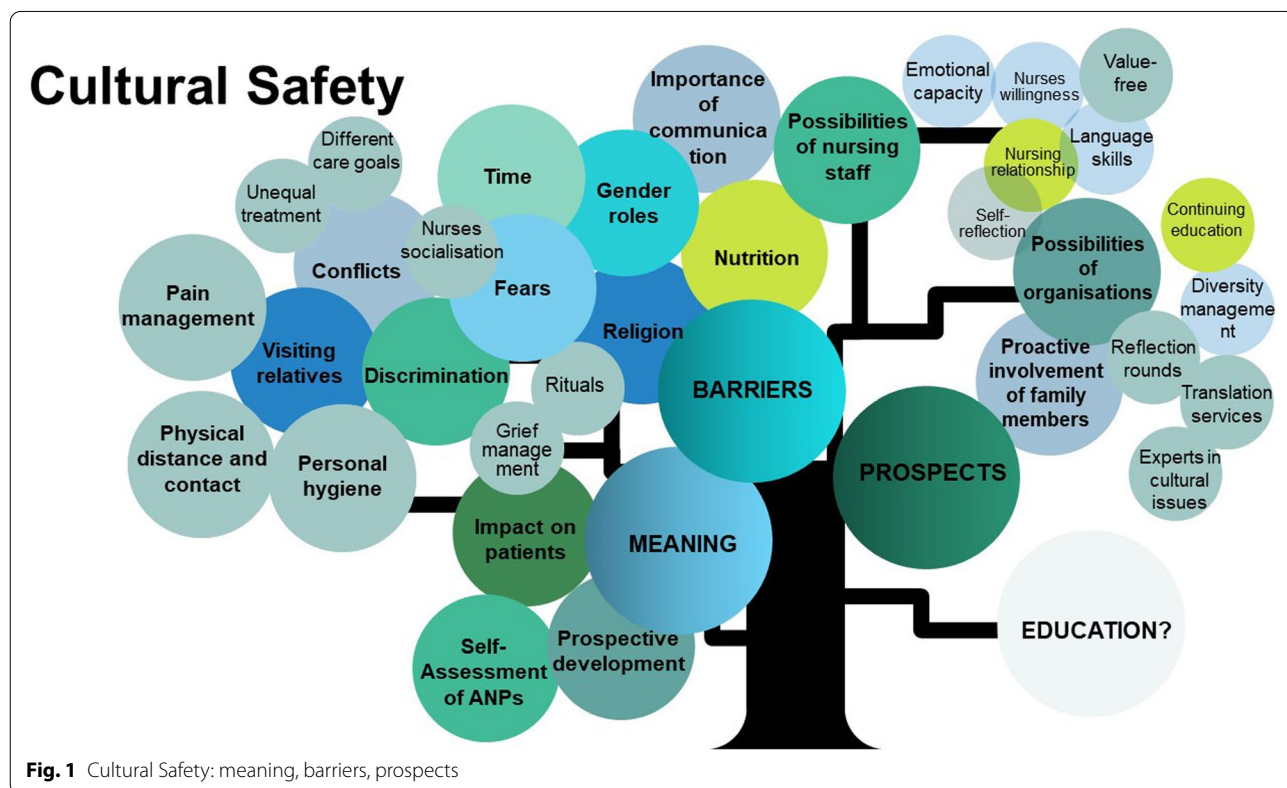 Cultural Safety
Different
care goals
Unequal
treatment
Time
Gender
roles
Importance
of
communica
tion
Possibilities
of nursing
staff
Emotional
capacity
Nurses
willingness
Value-
free
Language
skills
Nursing
relationship
Self-
reflection
Continuing
education
Possibilities
of
organisations
Diversity
manageme
nt
Proactive
involvement
of family
members
Reflection
rounds
Translation
services
Experts in
cultural
issues
Conflicts
Nurses
socialisation
Fears
Nutrition
Pain
management
Visiting
relatives
Discrimination
Religion
Rituals
BARRIERS
Grief
manage
ment
Physical
distance and
contact
Personal
hygiene
Impact on
patients
MEANING
PROSPECTS
Self-
Assessment
of ANPs
Prospective
development
EDUCATION?
Fig. 1 Cultural Safety: meaning, barriers, prospects